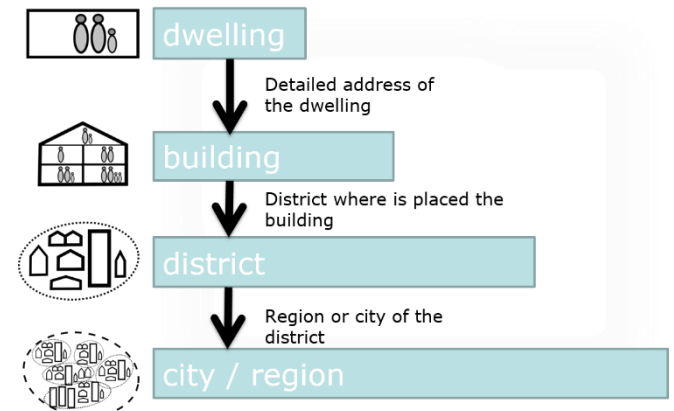 dwelling
Detailed address of
the dwelling
building
District where is placed the
building
district
Region or city of the
district
city / region